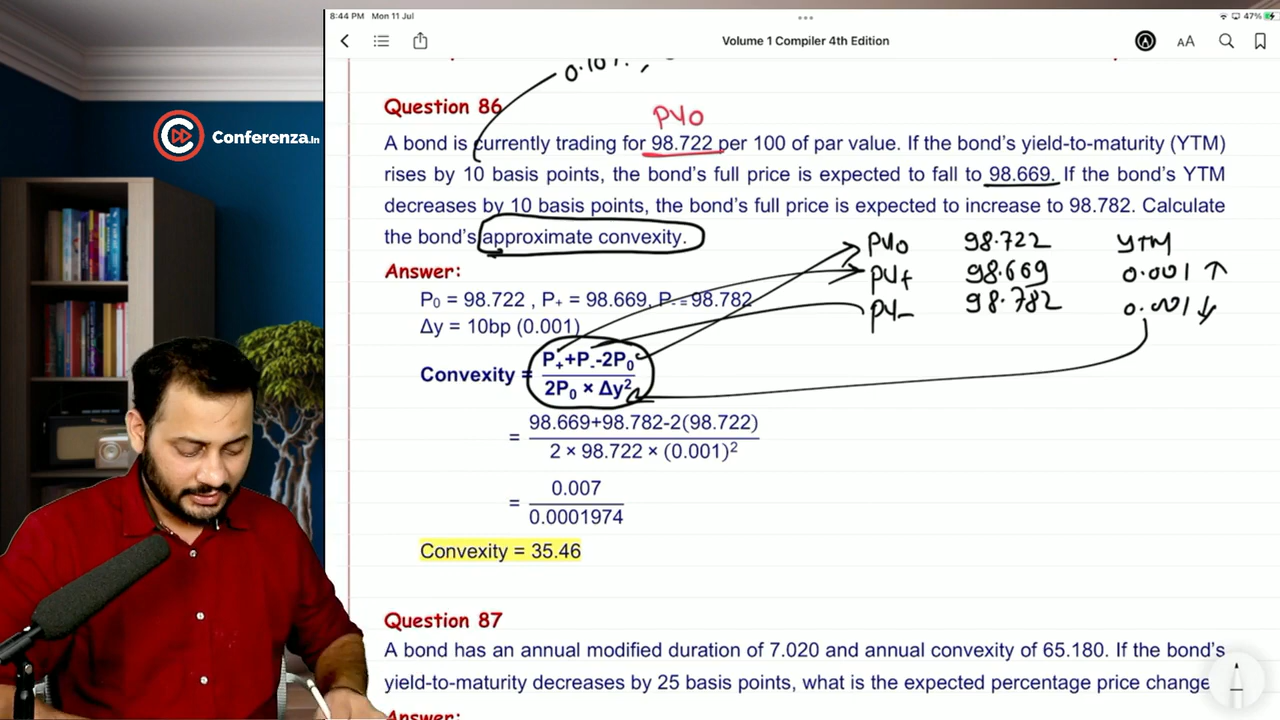 8:44 PM Mon 11 Jul
47%
Volume 1 Compiler 4th Edition
AA
0.10%.,
Conferenza.in
Question 86
PV0
A bond is currently trading for 98.722 per 100 of par value. If the bond's yield-to-maturity (YTM)
rises by 10 basis points, the bond's full price is expected to fall to 98.669. If the bond's YTM
decreases by 10 basis points, the bond's full price is expected to increase to 98.782. Calculate
the bond's approximate convexity.
PV0 98.722 YTM
PV+ 98.669 0.001 ↑
PV- 98.782 0.001 ↓
Answer:
P₀ = 98.722 , P₊ = 98.669, P₋ = 98.782
Δy = 10bp (0.001)
P₊+P₋-2P₀
Convexity =
2P₀ × Δy²
98.669+98.782-2(98.722)
=
2 × 98.722 × (0.001)²
0.007
=
0.0001974
Convexity = 35.46
Question 87
A bond has an annual modified duration of 7.020 and annual convexity of 65.180. If the bond's
yield-to-maturity decreases by 25 basis points, what is the expected percentage price change
Answer: